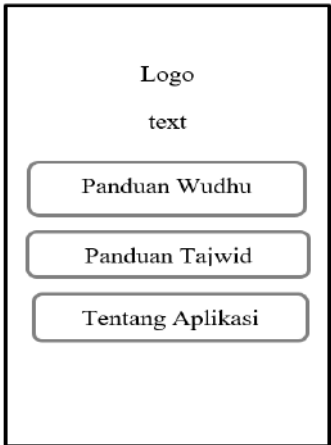 Logo
text
Panduan Wudhu
Panduan Tajwid
Tentang Aplikasi